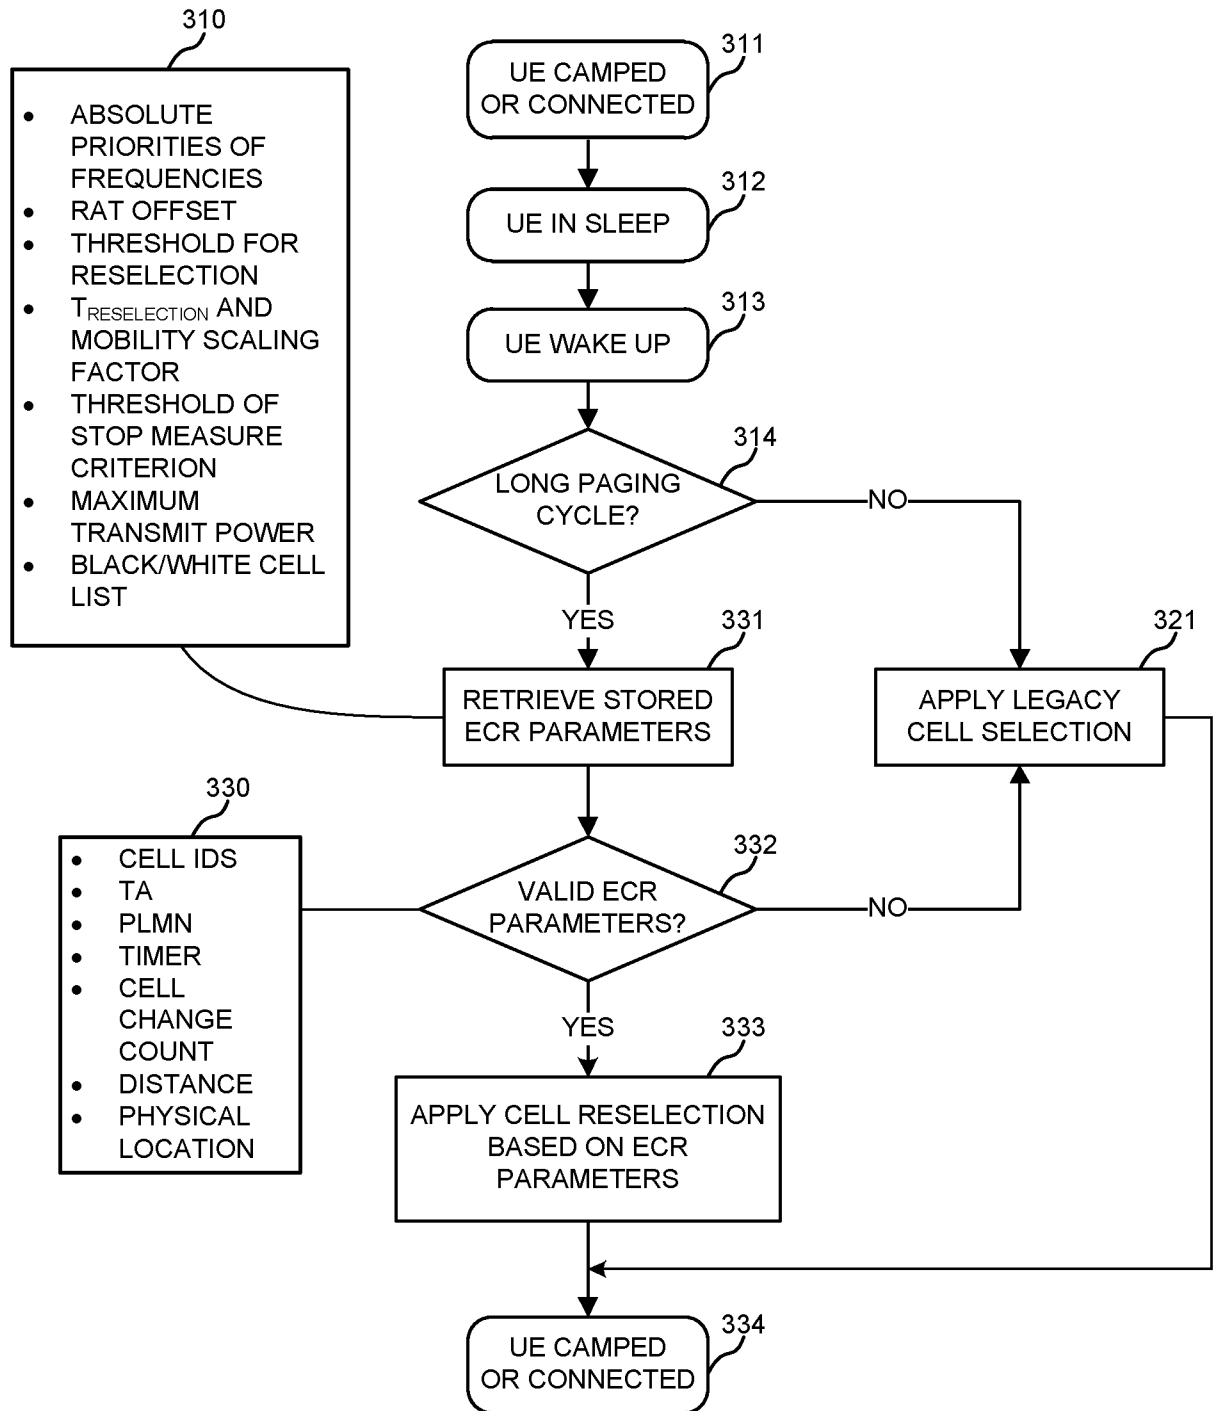 310
• ABSOLUTE
PRIORITIES OF
FREQUENCIES
• RAT OFFSET
• THRESHOLD FOR
RESELECTION
• TRESELECTION AND
MOBILITY SCALING
FACTOR
• THRESHOLD OF
STOP MEASURE
CRITERION
• MAXIMUM
TRANSMIT POWER
• BLACK/WHITE CELL
LIST
311
UE CAMPED
OR CONNECTED
312
UE IN SLEEP
313
UE WAKE UP
314
LONG PAGING
CYCLE?
NO
YES
331
RETRIEVE STORED
ECR PARAMETERS
321
APPLY LEGACY
CELL SELECTION
330
• CELL IDS
• TA
• PLMN
• TIMER
• CELL
CHANGE
COUNT
• DISTANCE
• PHYSICAL
LOCATION
332
VALID ECR
PARAMETERS?
NO
YES
333
APPLY CELL RESELECTION
BASED ON ECR
PARAMETERS
334
UE CAMPED
OR CONNECTED